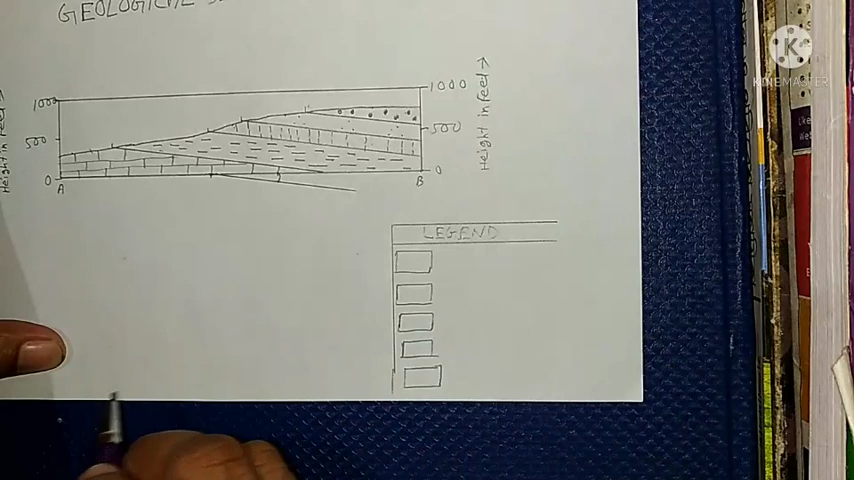 GEOLOGICAL
1000
1000
500
500
0
0
A
B
Height in feet →
Height in feet →
LEGEND
KINEMASTER